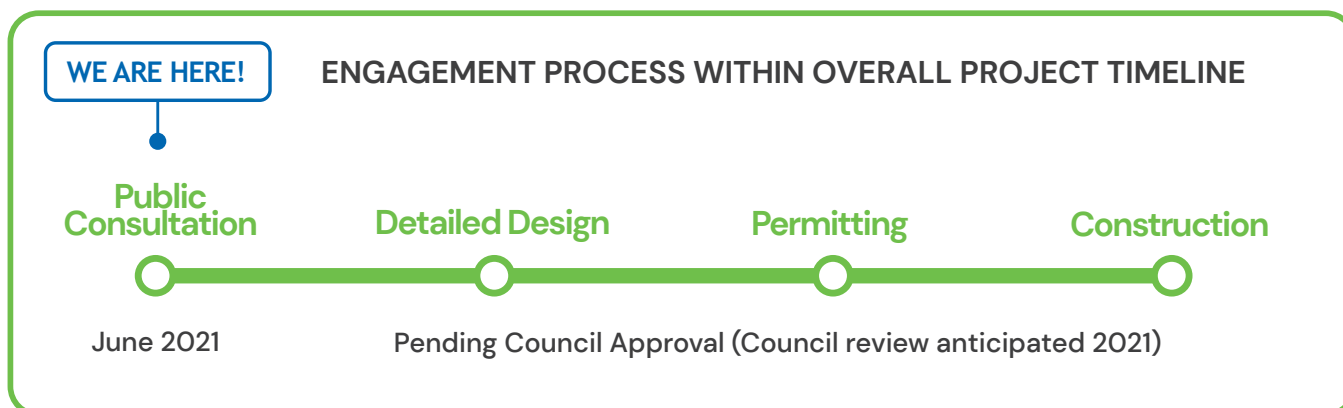 WE ARE HERE!
ENGAGEMENT PROCESS WITHIN OVERALL PROJECT TIMELINE
Public
Consultation
Detailed Design
Permitting
Construction
June 2021
Pending Council Approval (Council review anticipated 2021)